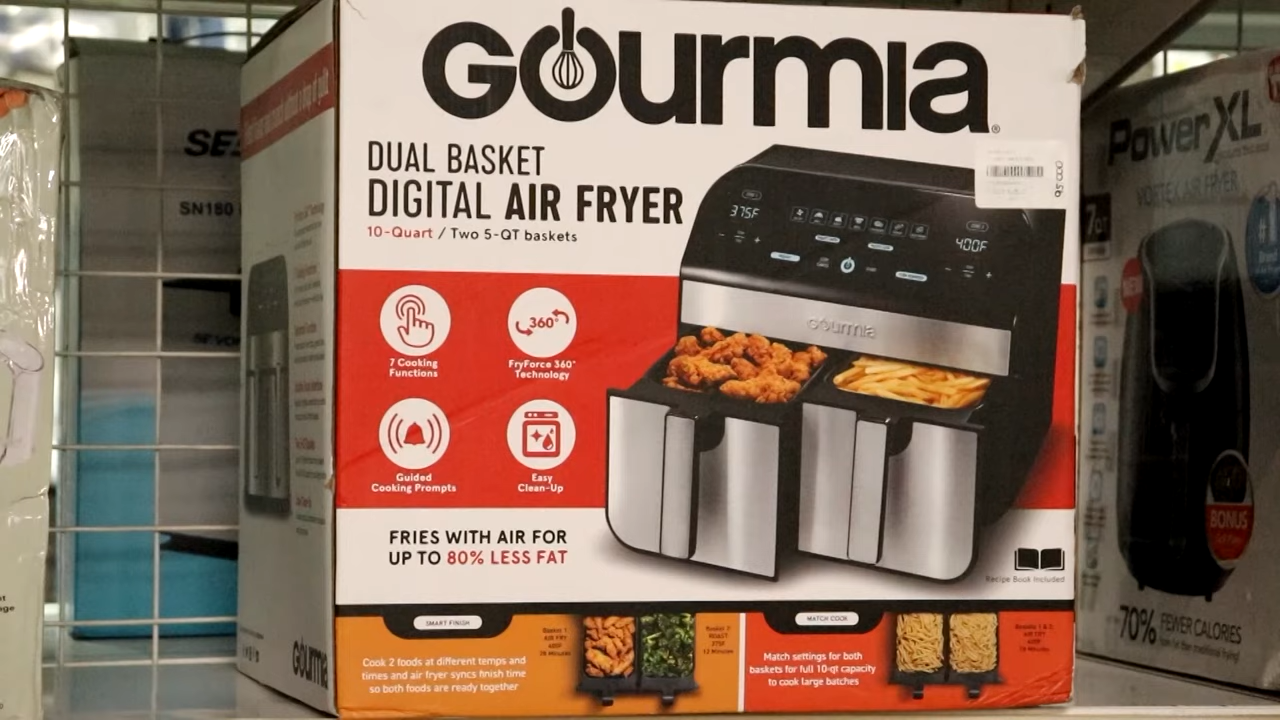 GOURMIA
DUAL BASKET
DIGITAL AIR FRYER
10-Quart / Two 5-QT baskets
375F
400F
Gourmia
7 Cooking
Functions
360°
FryForce 360°
Technology
Guided
Cooking Prompts
Easy
Clean-Up
FRIES WITH AIR FOR
UP TO 80% LESS FAT
Recipe Book Included
SMART FINISH
Cook 2 foods at different temps and
times and air fryer syncs finish time
so both foods are ready together
MATCH COOK
Match settings for both
baskets for full 10-qt capacity
to cook large batches
Gourmia
SN180
PowerXL
VORTEX AIR FRYER
7QT
BONUS
70% FEWER CALORIES